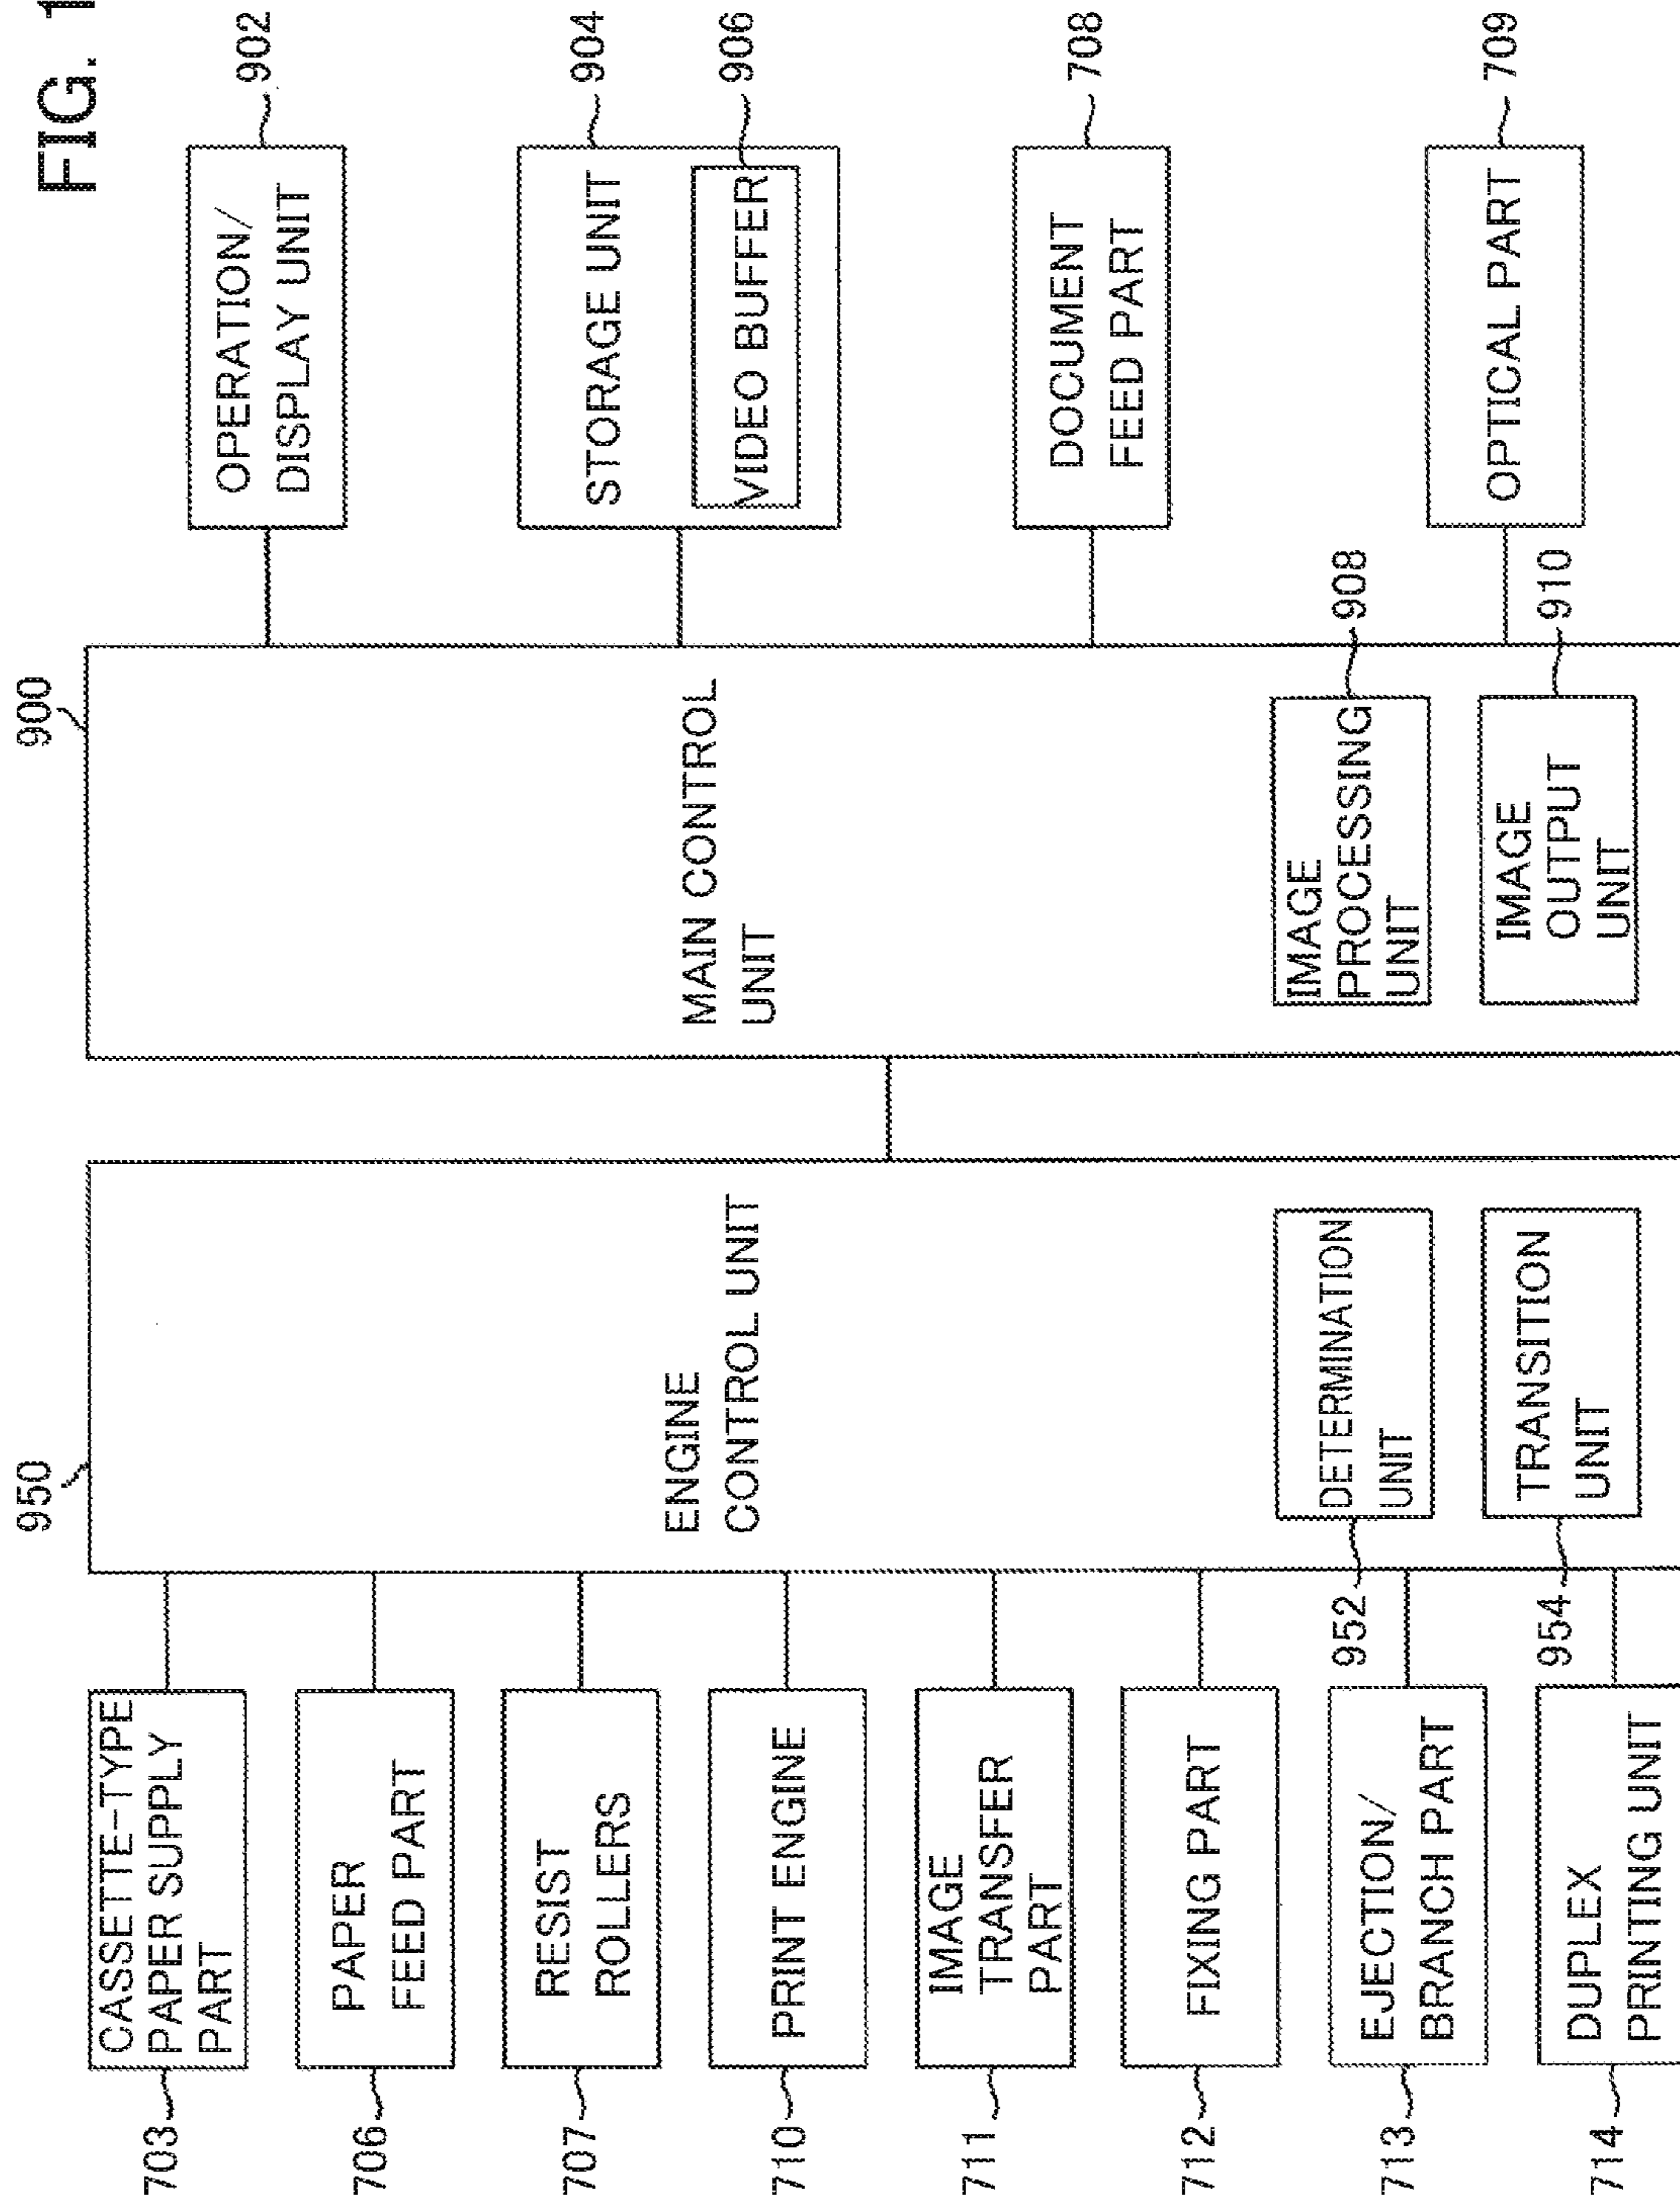 FIG. 1
900
950
902
OPERATION/
DISPLAY UNIT
904
STORAGE UNIT
906
VIDEO BUFFER
708
DOCUMENT
FEED PART
709
OPTICAL PART
MAIN CONTROL
UNIT
908
IMAGE
PROCESSING
UNIT
910
IMAGE
OUTPUT
UNIT
ENGINE
CONTROL UNIT
952
DETERMINATION
UNIT
954
TRANSITION
UNIT
703
CASSETTE-TYPE
PAPER SUPPLY
PART
706
PAPER
FEED PART
707
RESIST
ROLLERS
710
PRINT ENGINE
711
IMAGE
TRANSFER
PART
712
FIXING PART
713
EJECTION/
BRANCH PART
714
DUPLEX
PRINTING UNIT